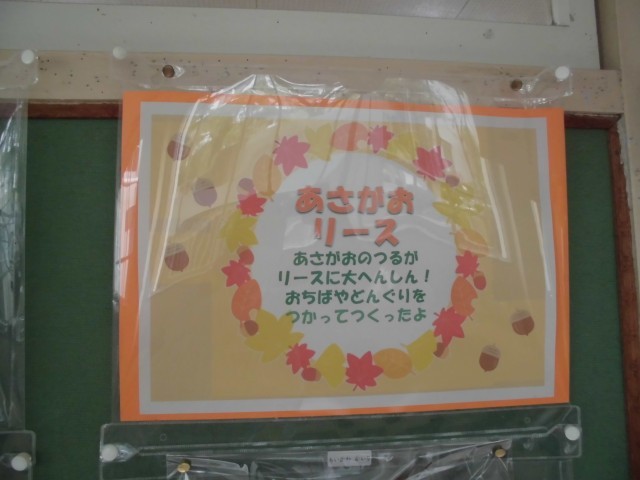 あさがお
リース
あさがおのつるが
リースに大へんしん!
おちばやどんぐりを
つかってつくったよ